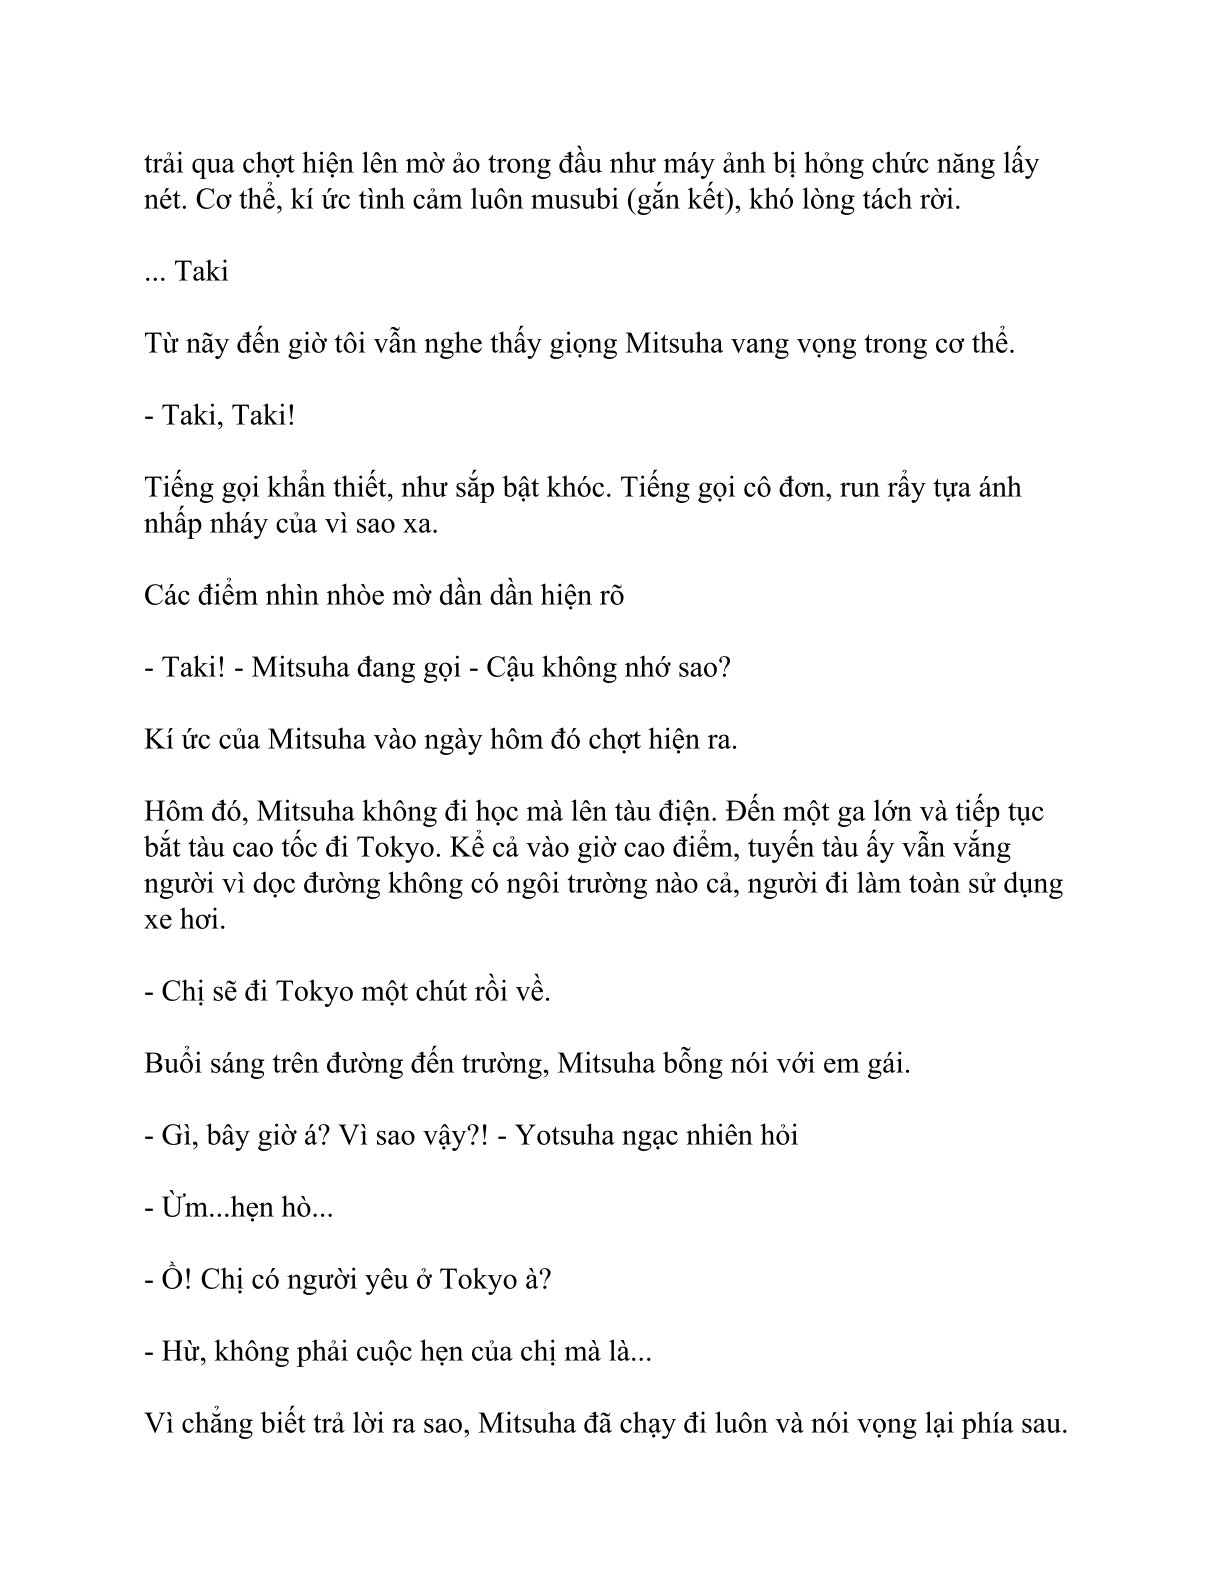 trải qua chợt hiện lên mờ ảo trong đầu như máy ảnh bị hỏng chức năng lấy
nét. Cơ thể, kí ức tình cảm luôn musubi (gắn kết), khó lòng tách rời.
... Taki
Từ nãy đến giờ tôi vẫn nghe thấy giọng Mitsuha vang vọng trong cơ thể.
- Taki, Taki!
Tiếng gọi khẩn thiết, như sắp bật khóc. Tiếng gọi cô đơn, run rẩy tựa ánh
nhấp nháy của vì sao xa.
Các điểm nhìn nhòe mờ dần dần hiện rõ
- Taki! - Mitsuha đang gọi - Cậu không nhớ sao?
Kí ức của Mitsuha vào ngày hôm đó chợt hiện ra.
Hôm đó, Mitsuha không đi học mà lên tàu điện. Đến một ga lớn và tiếp tục
bắt tàu cao tốc đi Tokyo. Kể cả vào giờ cao điểm, tuyến tàu ấy vẫn vắng
người vì dọc đường không có ngôi trường nào cả, người đi làm toàn sử dụng
xe hơi.
- Chị sẽ đi Tokyo một chút rồi về.
Buổi sáng trên đường đến trường, Mitsuha bỗng nói với em gái.
- Gì, bây giờ á? Vì sao vậy?! - Yotsuha ngạc nhiên hỏi
- Ừm...hẹn hò...
- Ồ! Chị có người yêu ở Tokyo à?
- Hừ, không phải cuộc hẹn của chị mà là...
Vì chẳng biết trả lời ra sao, Mitsuha đã chạy đi luôn và nói vọng lại phía sau.